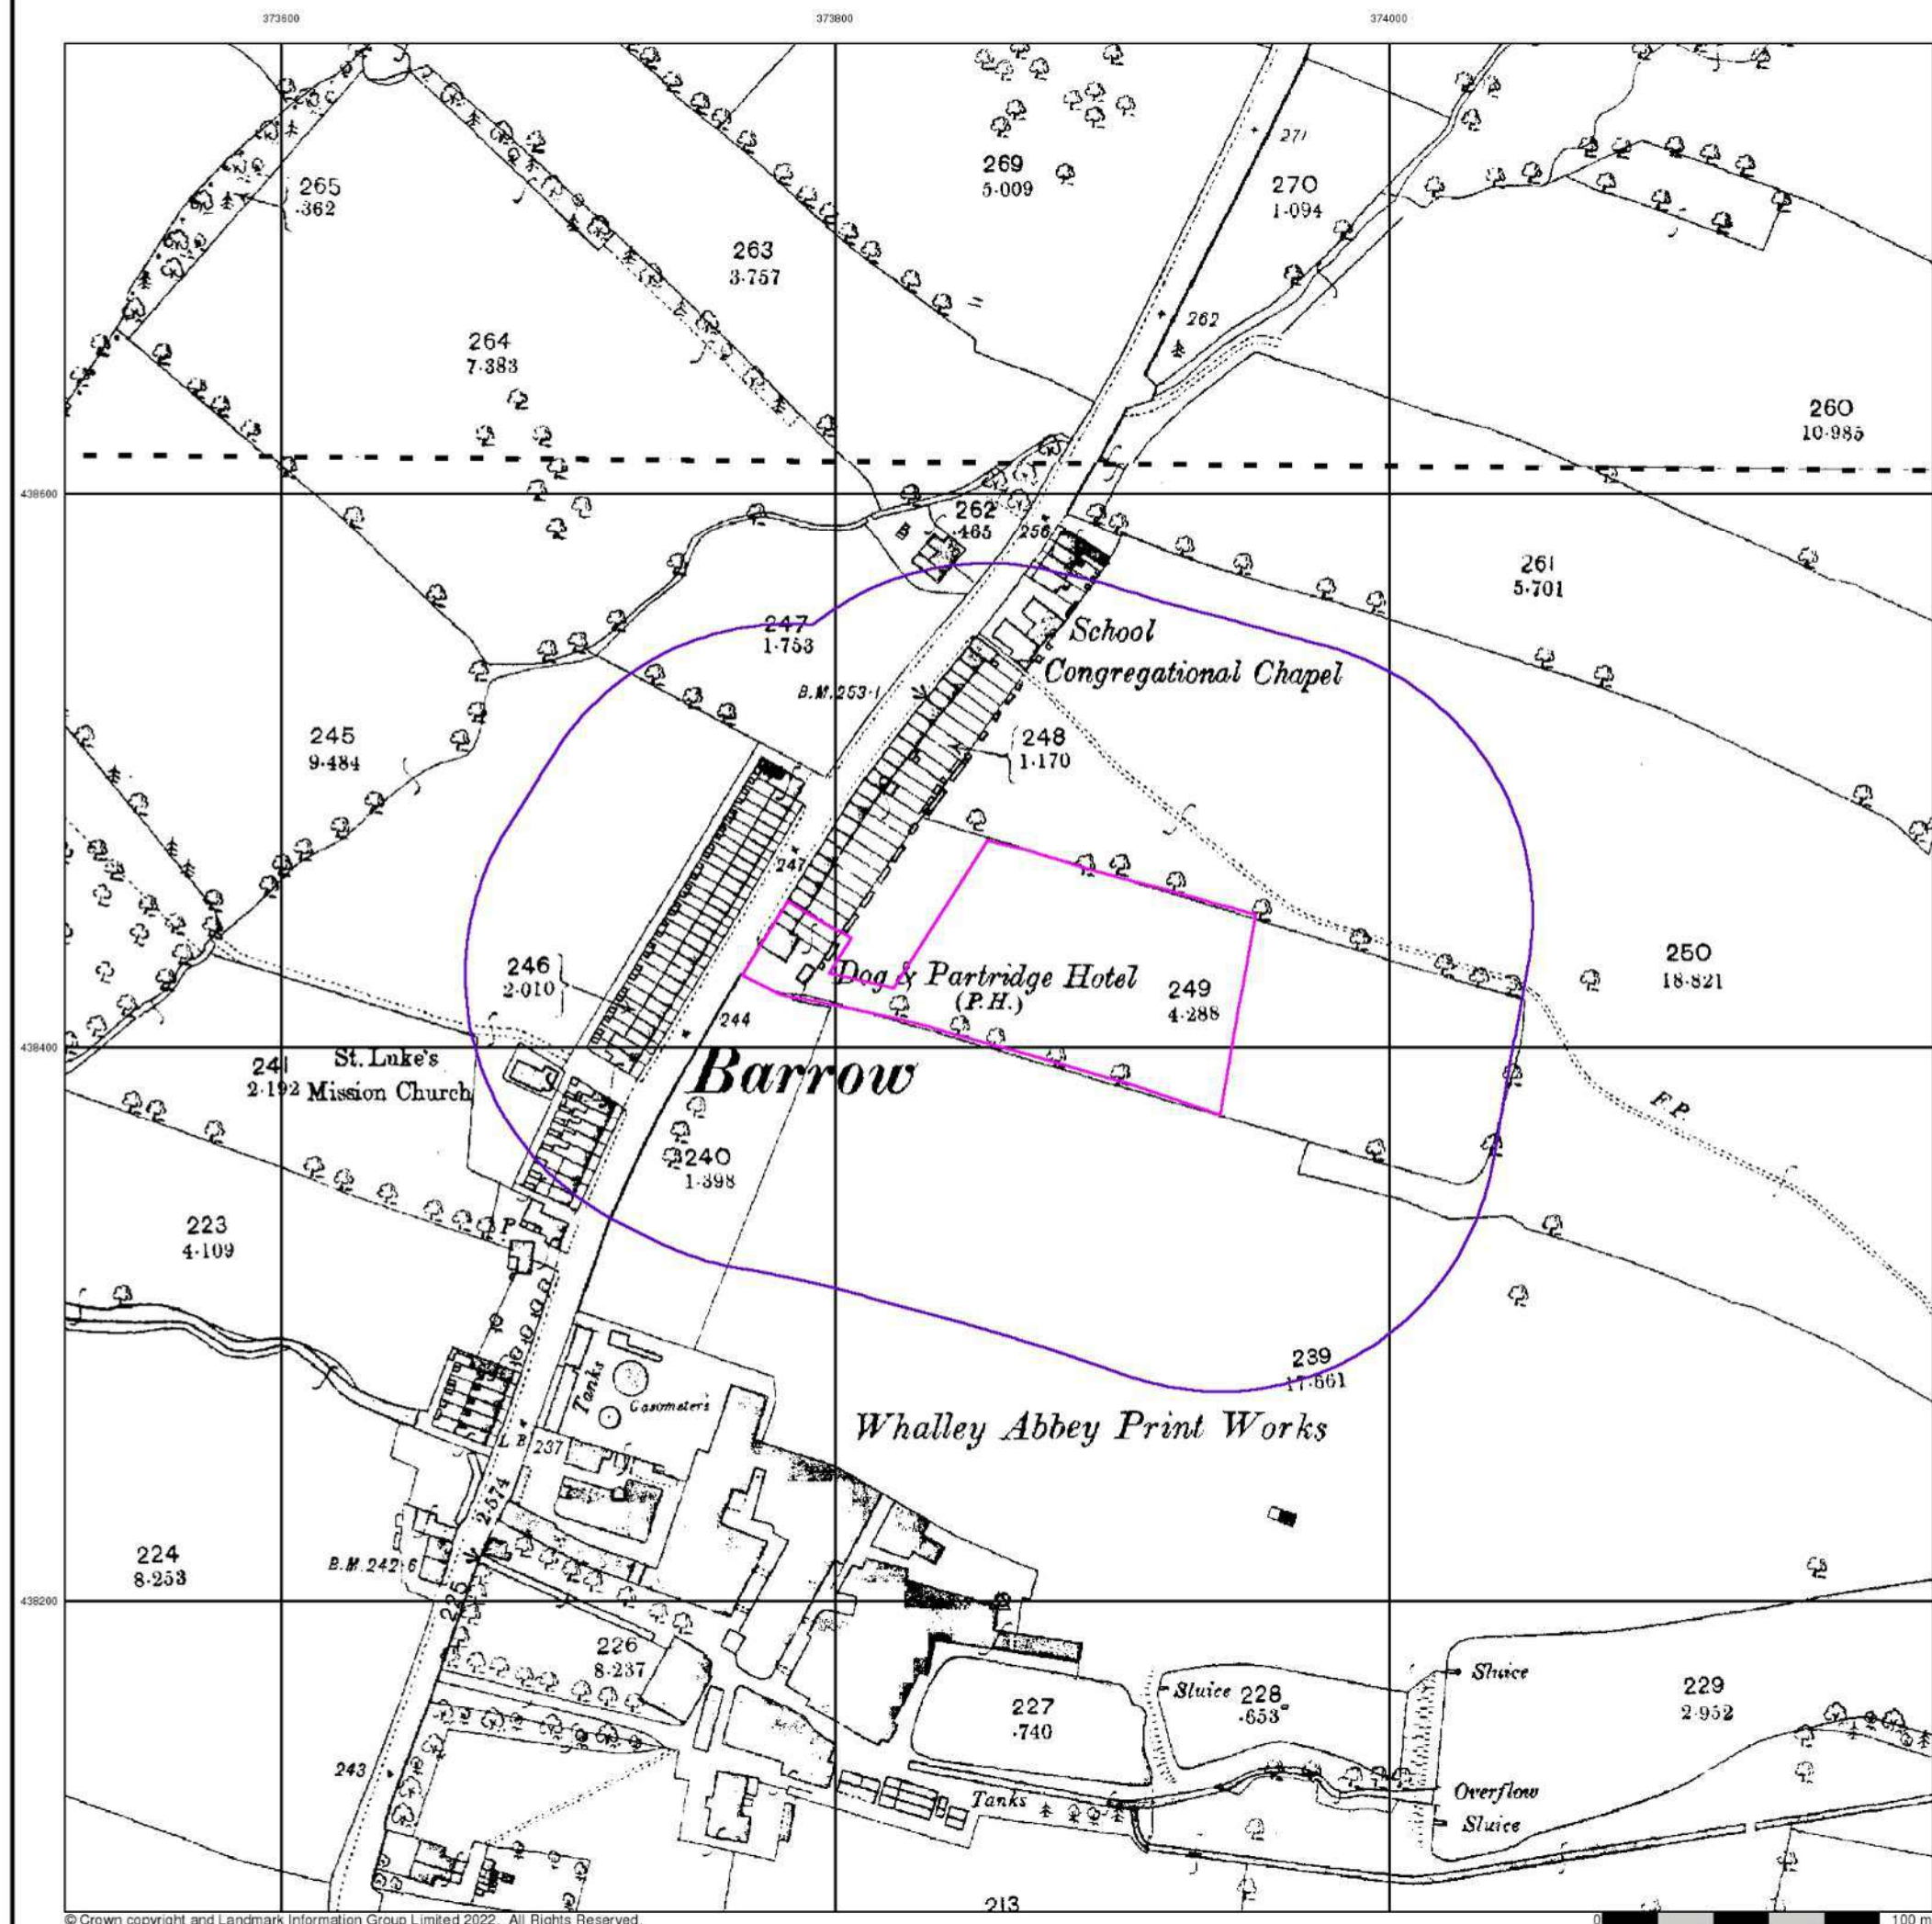 373600
373800
374000
271
269
5·009
270
1·094
265
·362
263
3·757
262
264
7·383
260
10·985
438600
262
·465
256
261
5·701
247
1·753
School
Congregational Chapel
B.M.253·1
245
9·484
248
1·170
247
246
2·010
Dog & Partridge Hotel
(P.H.)
249
4·288
250
18·821
244
438400
St. Luke's
Mission Church
241
2·192
Barrow
F.P.
240
1·398
223
4·109
P
239
17·661
Tanks
Gasometers
Whalley Abbey Print Works
L B
237
2·574
224
8·253
B.M.242·6
225
438200
226
8·237
Sluice
227
·740
Sluice
228
·653
229
2·952
243
Tanks
Overflow
Sluice
213
© Crown copyright and Landmark Information Group Limited 2022. All Rights Reserved.
0
100 m